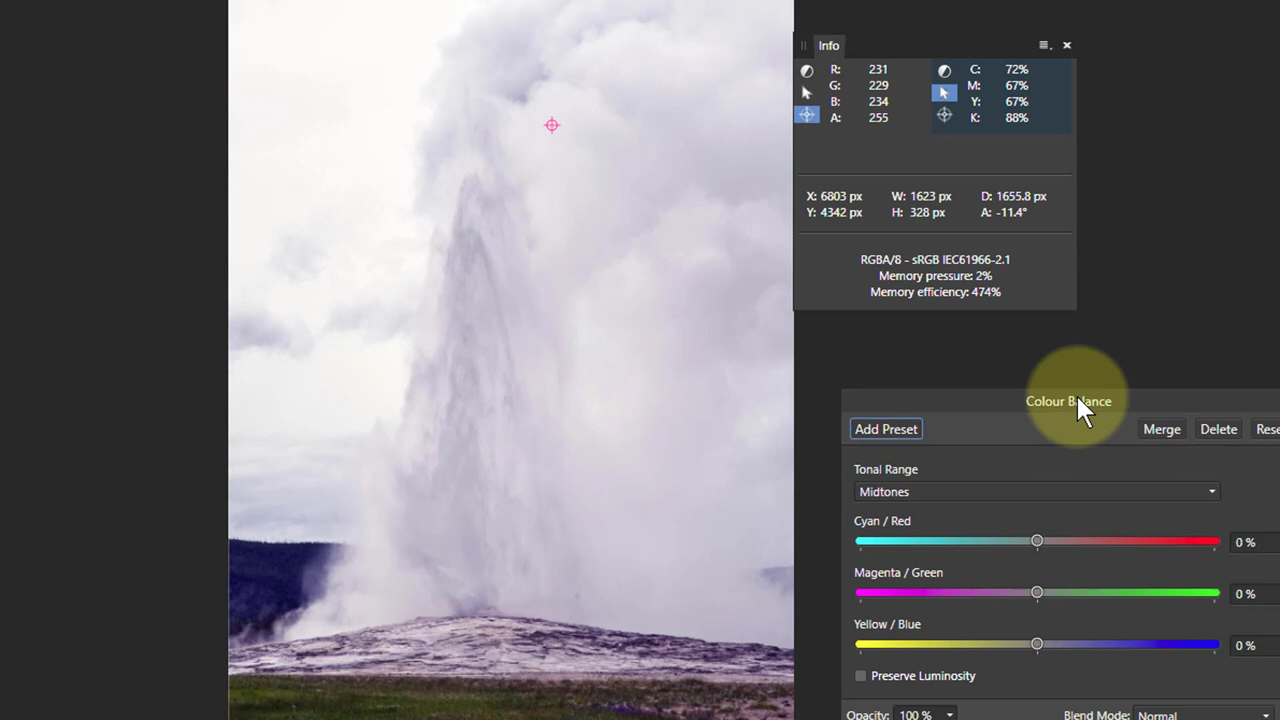 Info
R: 231 C: 72%
G: 229 M: 67%
B: 234 Y: 67%
A: 255 K: 88%
X: 6803 px W: 1623 px D: 1655.8 px
Y: 4342 px H: 328 px A: -11.4°
RGBA/8 - sRGB IEC61966-2.1
Memory pressure: 2%
Memory efficiency: 474%
Colour Balance
Add Preset Merge Delete Rese
Tonal Range
Midtones
Cyan / Red
0 %
Magenta / Green
0 %
Yellow / Blue
0 %
Preserve Luminosity
Opacity: 100 % Blend Mode: Normal